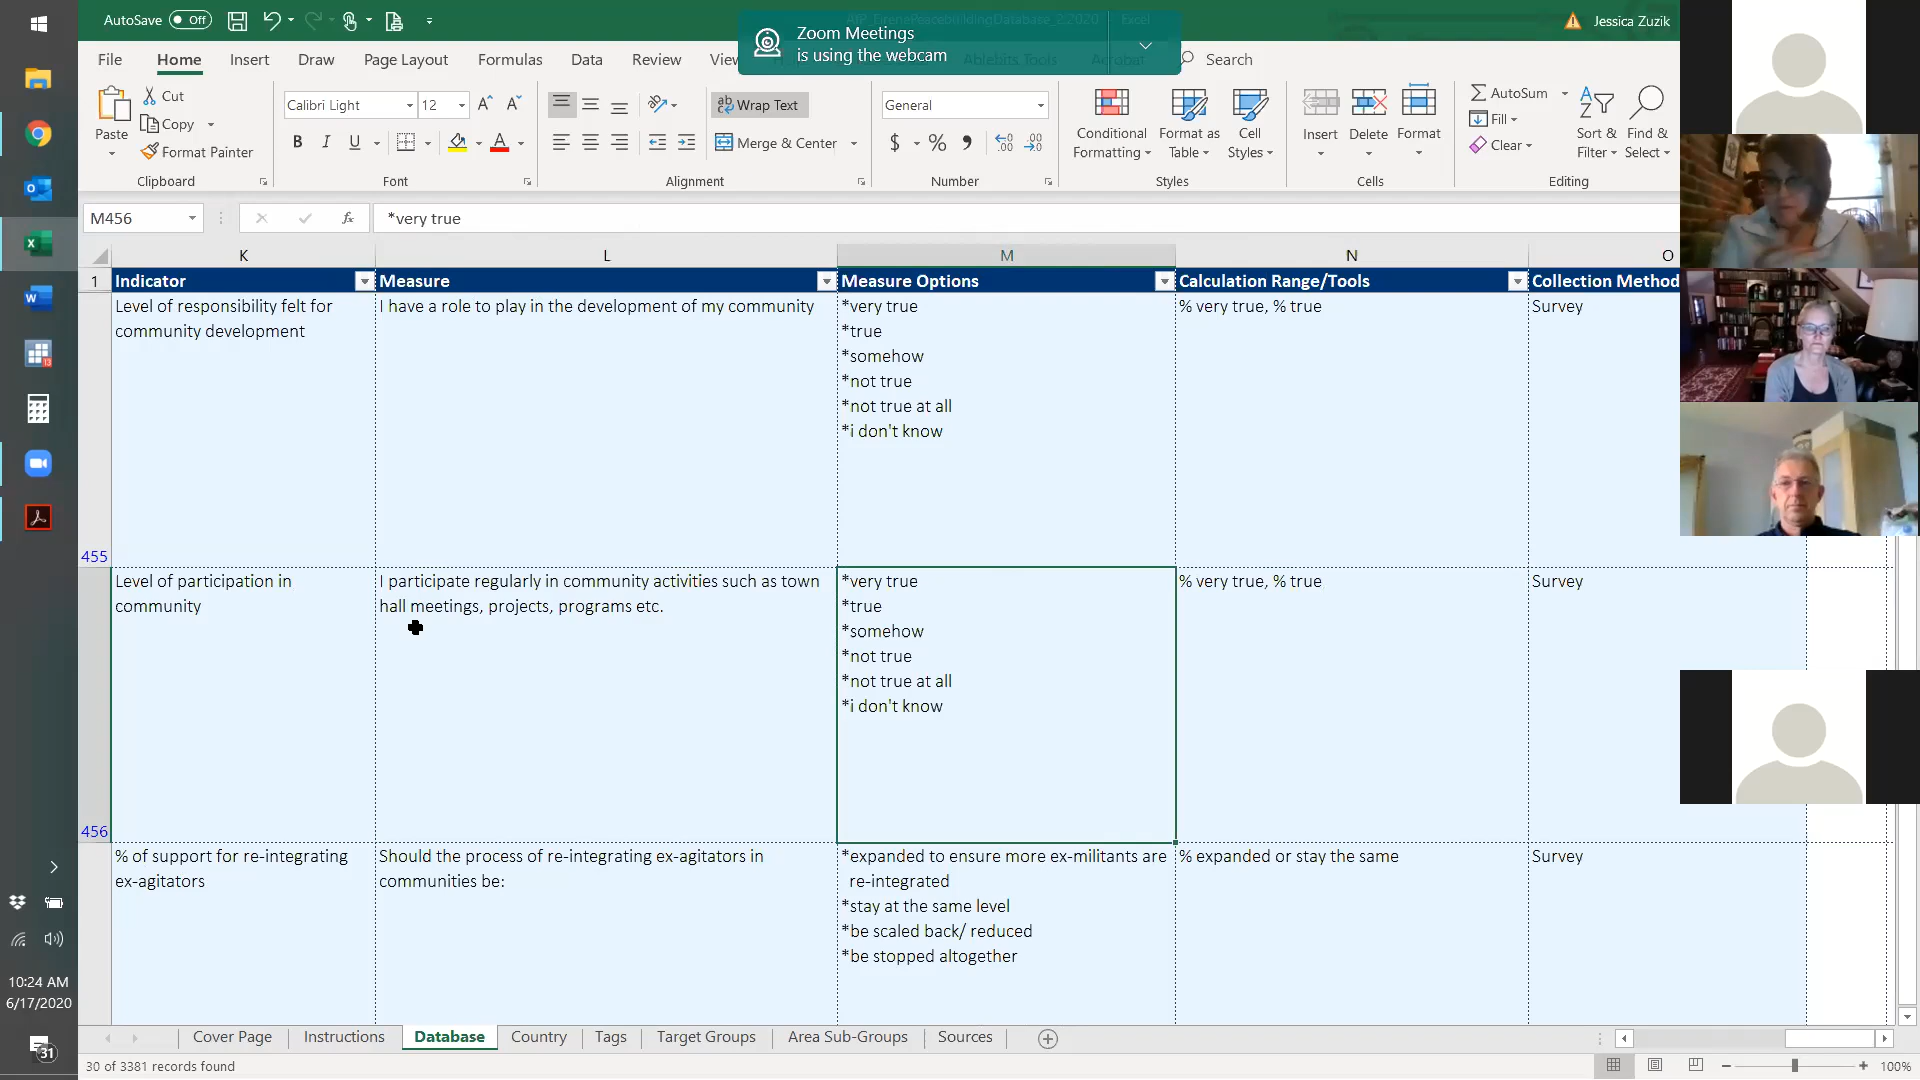 AutoSave Off
Excel
Jessica Zuzik
Zoom Meetings
is using the webcam
File Home Insert Draw Page Layout Formulas Data Review View Ablebits Tools Acrobat Search
Paste
Cut
Copy
Format Painter
Clipboard
Calibri Light 12
B I U
Font
Wrap Text
Merge & Center
Alignment
General
$ % ,
Number
Conditional
Formatting
Format as
Table
Cell
Styles
Styles
Insert
Delete
Format
Cells
AutoSum
Fill
Clear
Sort &
Filter
Find &
Select
Editing
M456
fx
*very true
K L M N O
1 Indicator Measure Measure Options Calculation Range/Tools Collection Method
455
Level of responsibility felt for
community development
I have a role to play in the development of my community
*very true
*true
*somehow
*not true
*not true at all
*i don't know
% very true, % true
Survey
456
Level of participation in
community
I participate regularly in community activities such as town
hall meetings, projects, programs etc.
*very true
*true
*somehow
*not true
*not true at all
*i don't know
% very true, % true
Survey
% of support for re-integrating
ex-agitators
Should the process of re-integrating ex-agitators in
communities be:
*expanded to ensure more ex-militants are
re-integrated
*stay at the same level
*be scaled back/ reduced
*be stopped altogether
% expanded or stay the same
Survey
10:24 AM
6/17/2020
31
Cover Page Instructions Database Country Tags Target Groups Area Sub-Groups Sources
30 of 3381 records found
100%